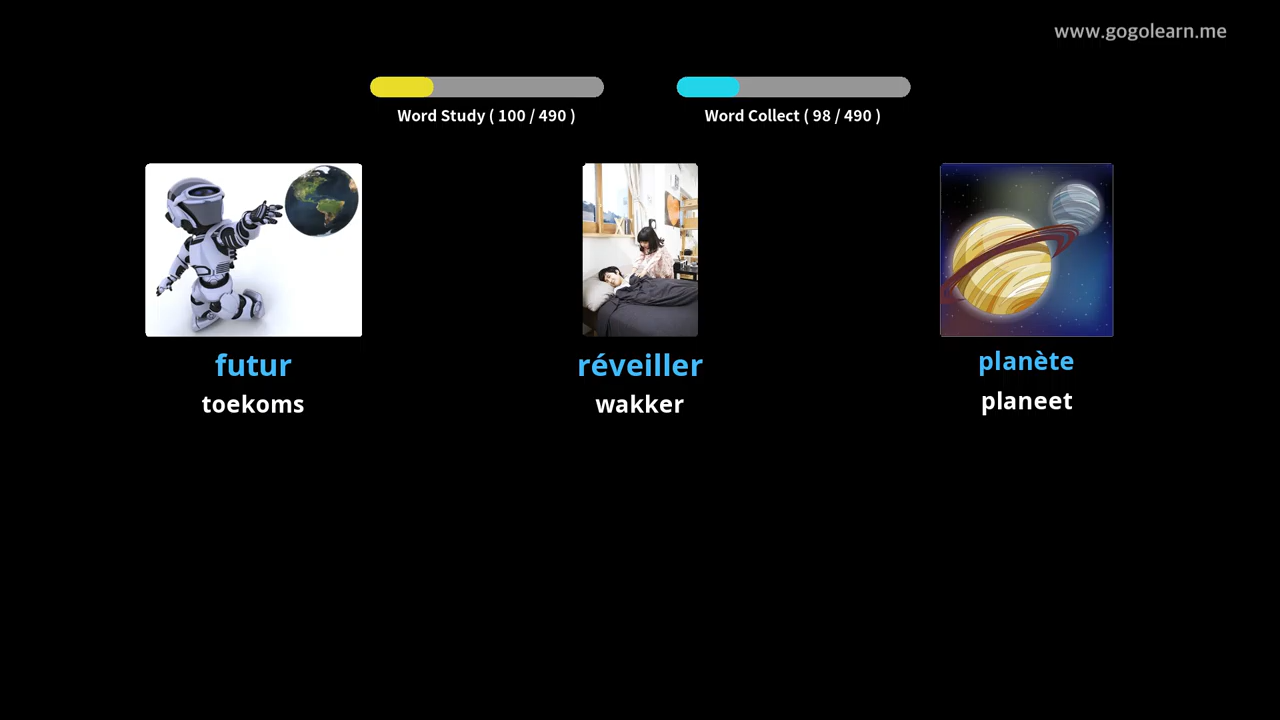 www.gogolearn.me
Word Study ( 100 / 490 )
Word Collect ( 98 / 490 )
futur
toekoms
réveiller
wakker
planète
planeet